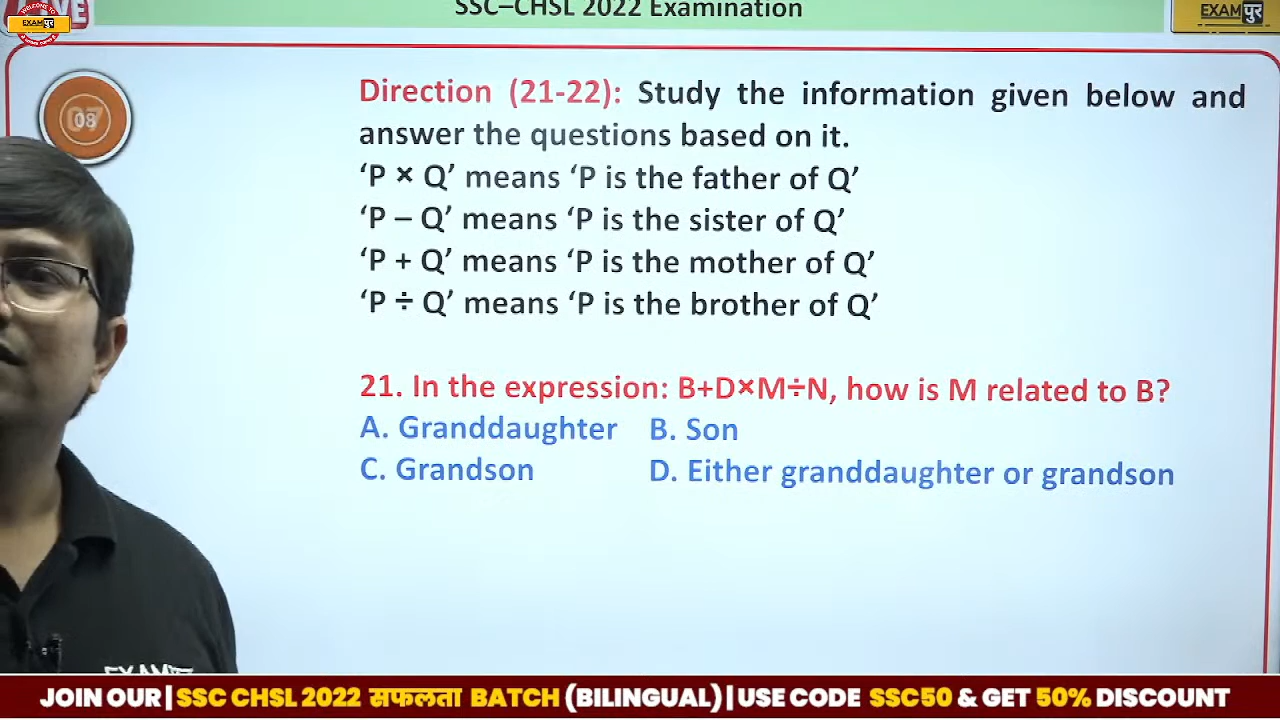 SSC–CHSL 2022 Examination
WELCOME TO
EXAMपुर
EXAMपुर
08
Direction (21-22): Study the information given below and
answer the questions based on it.
‘P × Q’ means ‘P is the father of Q’
‘P – Q’ means ‘P is the sister of Q’
‘P + Q’ means ‘P is the mother of Q’
‘P ÷ Q’ means ‘P is the brother of Q’
21. In the expression: B+D×M÷N, how is M related to B?
A. Granddaughter B. Son
C. Grandson D. Either granddaughter or grandson
JOIN OUR | SSC CHSL 2022 सफलता BATCH (BILINGUAL) | USE CODE SSC50 & GET 50% DISCOUNT